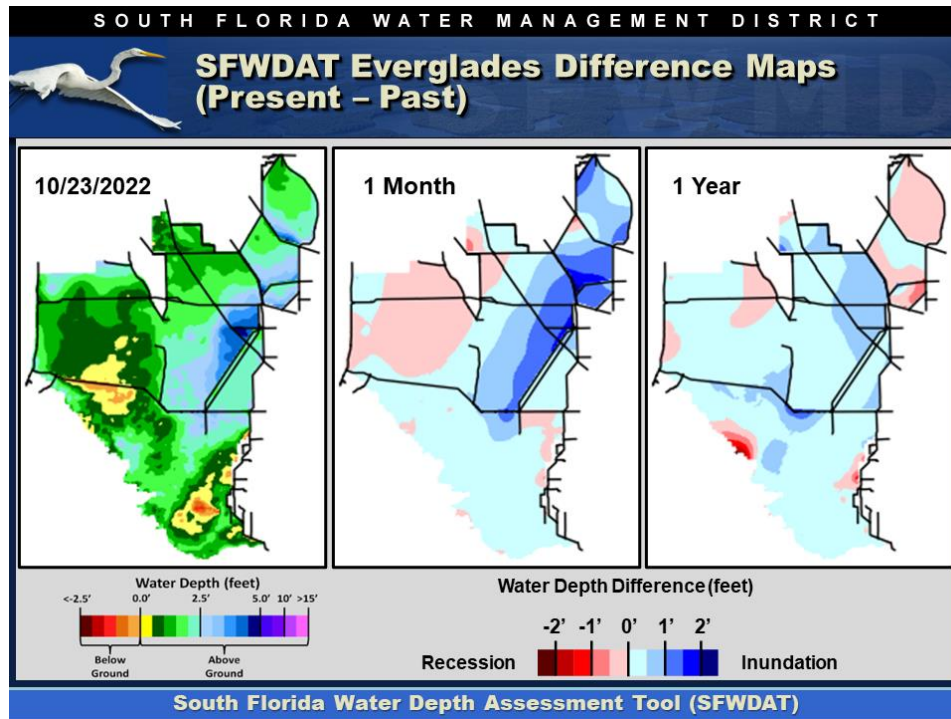 SOUTH FLORIDA WATER MANAGEMENT DISTRICT
SFWDAT Everglades Difference Maps
(Present – Past)
SFWMD
10/23/2022
1 Month
1 Year
Water Depth (feet)
<-2.5' 0.0' 2.5' 5.0' 10' >15'
Below
Ground
Above
Ground
Water Depth Difference (feet)
-2' -1' 0' 1' 2'
Recession
Inundation
South Florida Water Depth Assessment Tool (SFWDAT)